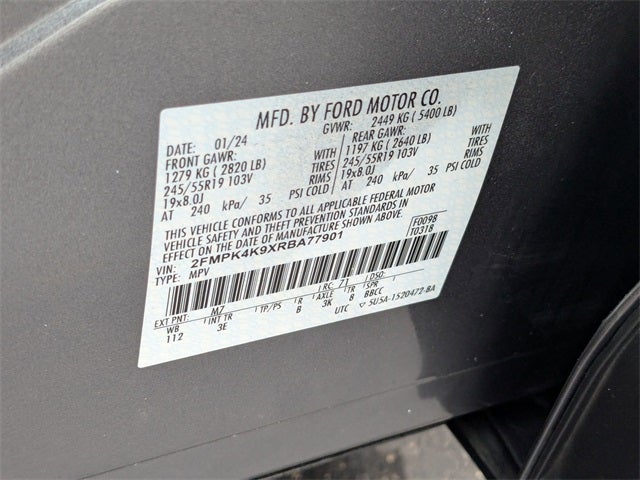 MFD. BY FORD MOTOR CO.
DATE: 01/24 GVWR: 2449 KG ( 5400 LB)
FRONT GAWR: WITH REAR GAWR: WITH
1279 KG ( 2820 LB) TIRES 1197 KG ( 2640 LB) TIRES
245/55R19 103V RIMS 245/55R19 103V RIMS
19x8.0J 19x8.0J
AT 240 kPa/ 35 PSI COLD AT 240 kPa/ 35 PSI COLD
THIS VEHICLE CONFORMS TO ALL APPLICABLE FEDERAL MOTOR
VEHICLE SAFETY AND BUMPER STANDARDS IN
EFFECT ON THE DATE OF MANUFACTURE SHOWN ABOVE. F0098
VIN: 2FMPK4K9XRBA77901 T0318
TYPE: MPV
EXT PNT: M7 RC: 71 DSO:
WB INT TR TP/PS R AXLE TR SPR
112 3E B 3K 8 BBCC
UTC 5U5A-1520472-BA